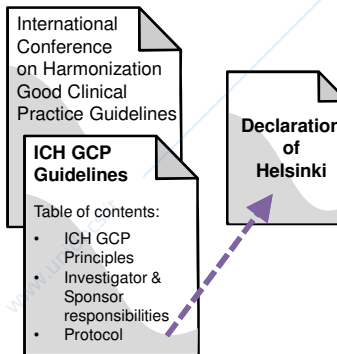 International
Conference
on Harmonization
Good Clinical
Practice Guidelines
ICH GCP
Guidelines
Table of contents:
• ICH GCP
Principles
• Investigator &
Sponsor
responsibilities
• Protocol
Declaration
of
Helsinki